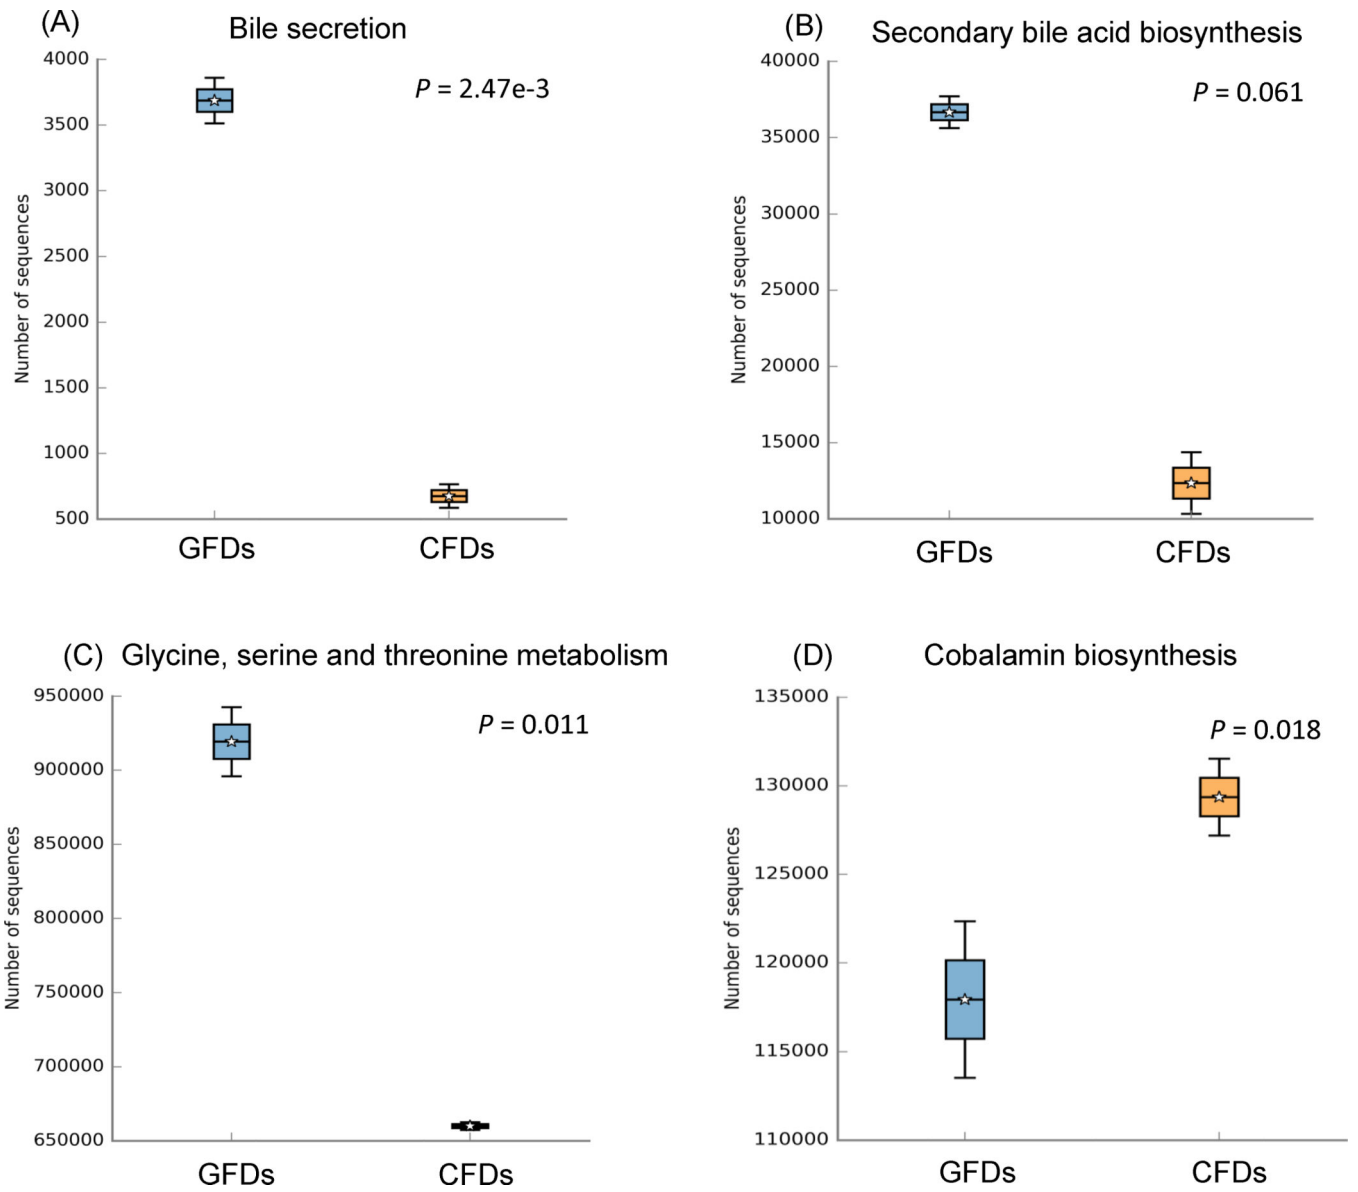 (A)
Bile secretion
P = 2.47e-3
Number of sequences
4000
3500
3000
2500
2000
1500
1000
500
GFDs
CFDs
(B)
Secondary bile acid biosynthesis
P = 0.061
Number of sequences
40000
35000
30000
25000
20000
15000
10000
GFDs
CFDs
(C)
Glycine, serine and threonine metabolism
P = 0.011
Number of sequences
950000
900000
850000
800000
750000
700000
650000
GFDs
CFDs
(D)
Cobalamin biosynthesis
P = 0.018
Number of sequences
135000
130000
125000
120000
115000
110000
GFDs
CFDs